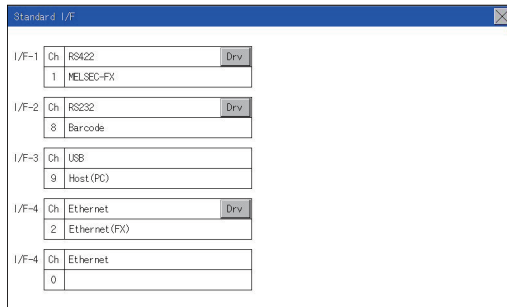 Standard I/F
I/F-1 Ch RS422 Drv
1 MELSEC-FX
I/F-2 Ch RS232 Drv
8 Barcode
I/F-3 Ch USB
9 Host(PC)
I/F-4 Ch Ethernet Drv
2 Ethernet(FX)
I/F-4 Ch Ethernet
0